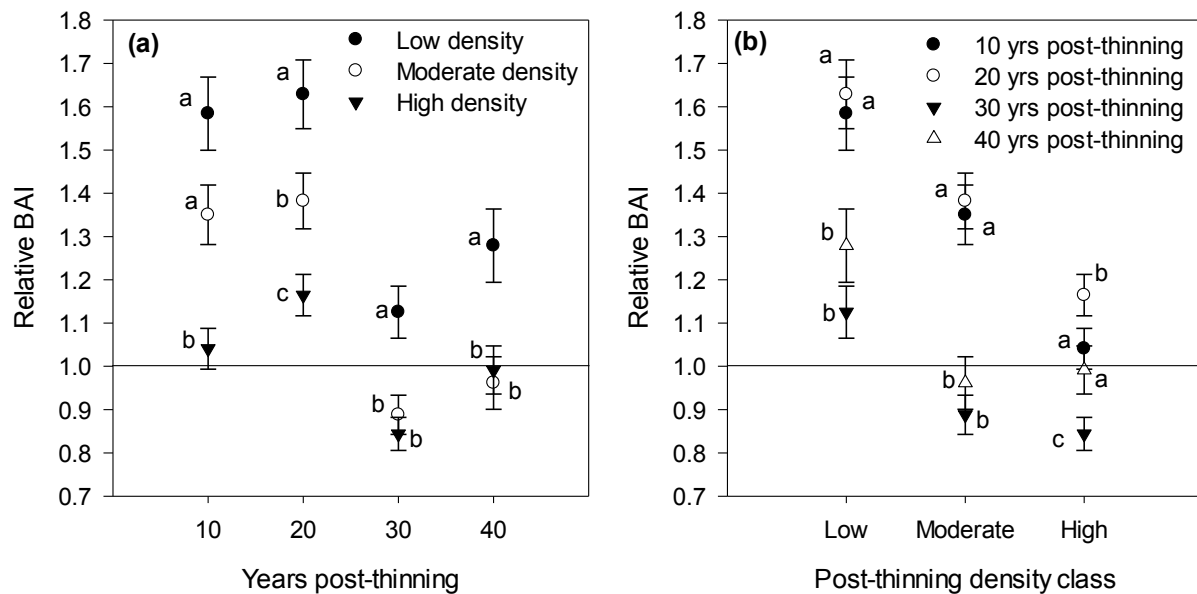 (a)
Low density
Moderate density
High density
Relative BAI
1.8
1.7
1.6
1.5
1.4
1.3
1.2
1.1
1.0
0.9
0.8
0.7
a
a
a
b
b
c
a
a
b
b
b
b
10
20
30
40
Years post-thinning
(b)
10 yrs post-thinning
20 yrs post-thinning
30 yrs post-thinning
40 yrs post-thinning
Relative BAI
1.8
1.7
1.6
1.5
1.4
1.3
1.2
1.1
1.0
0.9
0.8
0.7
a
a
b
b
a
a
b
b
b
a
a
c
Low
Moderate
High
Post-thinning density class